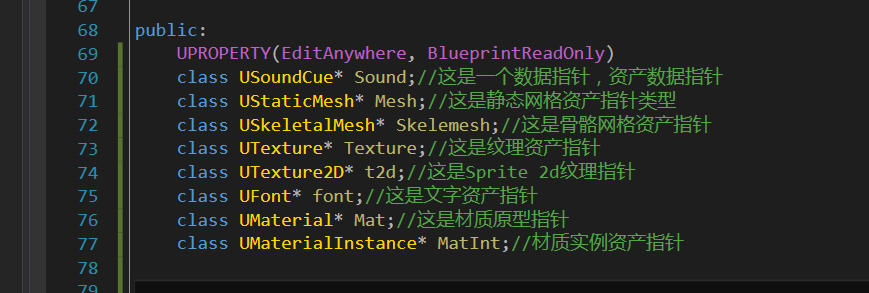 67
68 public:
69 UPROPERTY(EditAnywhere, BlueprintReadOnly)
70 class USoundCue* Sound;//这是一个数据指针，资产数据指针
71 class UStaticMesh* Mesh;//这是静态网格资产指针类型
72 class USkeletalMesh* Skelemesh;//这是骨骼网格资产指针
73 class UTexture* Texture;//这是纹理资产指针
74 class UTexture2D* t2d;//这是Sprite 2d纹理指针
75 class UFont* font;//这是文字资产指针
76 class UMaterial* Mat;//这是材质原型指针
77 class UMaterialInstance* MatInt;//材质实例资产指针
78
79